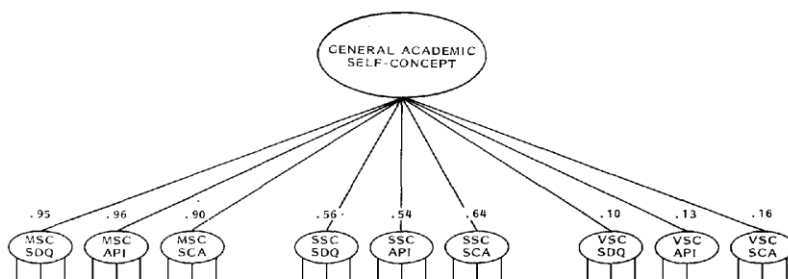 CENERAL ACADEMIC
SELF-CONCEPT
.95 .96 .90 .56 .54 .64 .10 .13 .16
MSC MSC MSC SSC SSC SSC VSC VSC VSC
SDQ API SCA SDQ API SCA SDQ API SCA